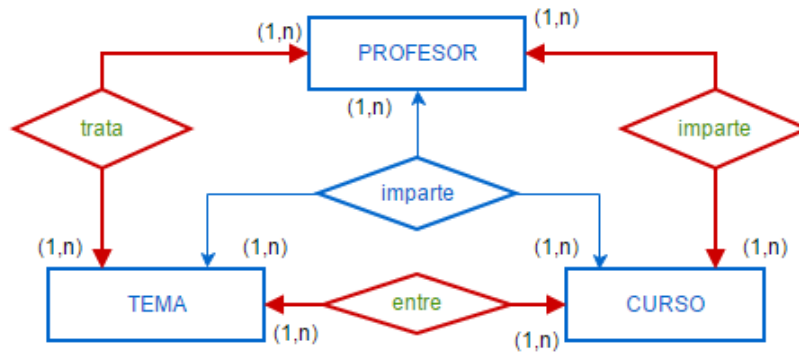 (1,n)
(1,n)
PROFESOR
(1,n)
trata
imparte
imparte
(1,n)
(1,n)
(1,n)
(1,n)
TEMA
entre
CURSO
(1,n)
(1,n)